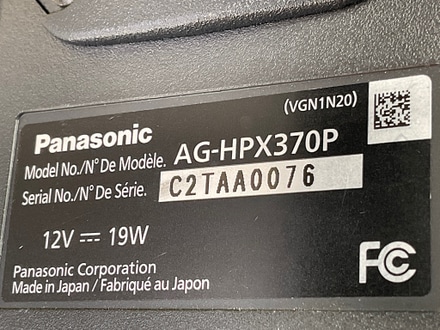 (VGN1N20)
Panasonic
Model No./N° De Modèle. AG-HPX370P
Serial No./N° De Série. C2TAA0076
12V ⎓ 19W
Panasonic Corporation
Made in Japan / Fabriqué au Japon
FC